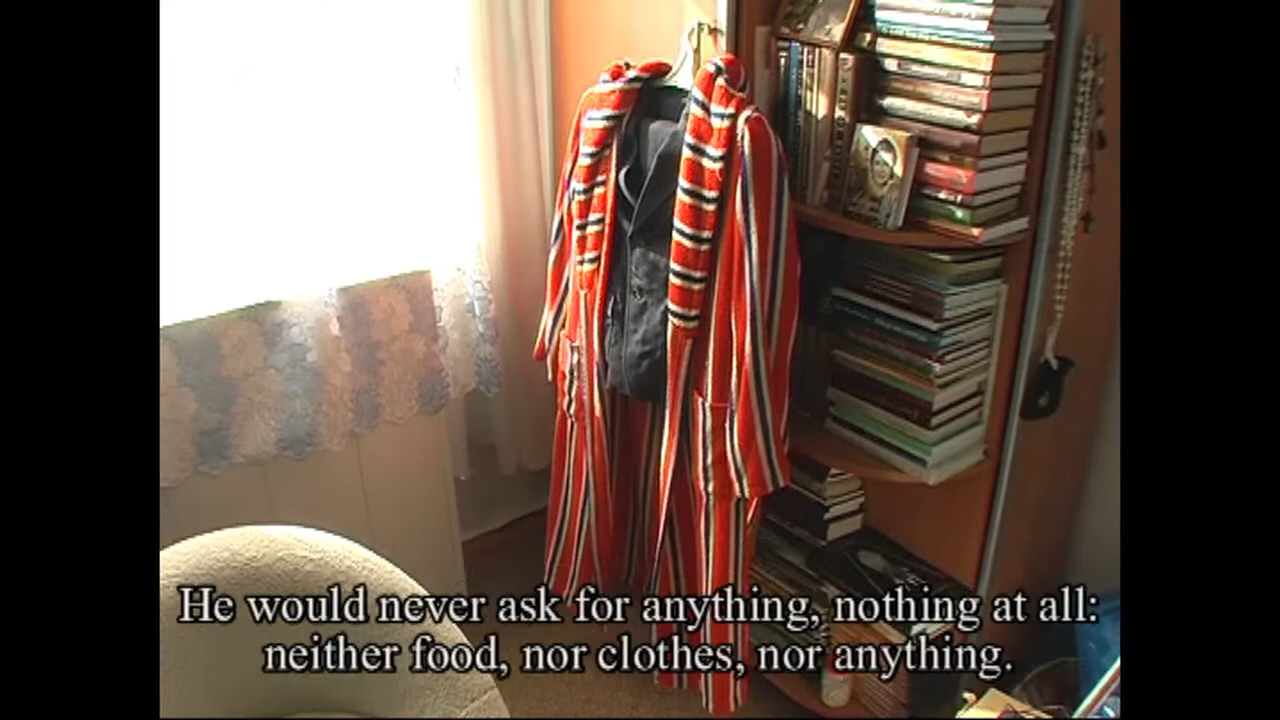 He would never ask for anything, nothing at all:
neither food, nor clothes, nor anything.